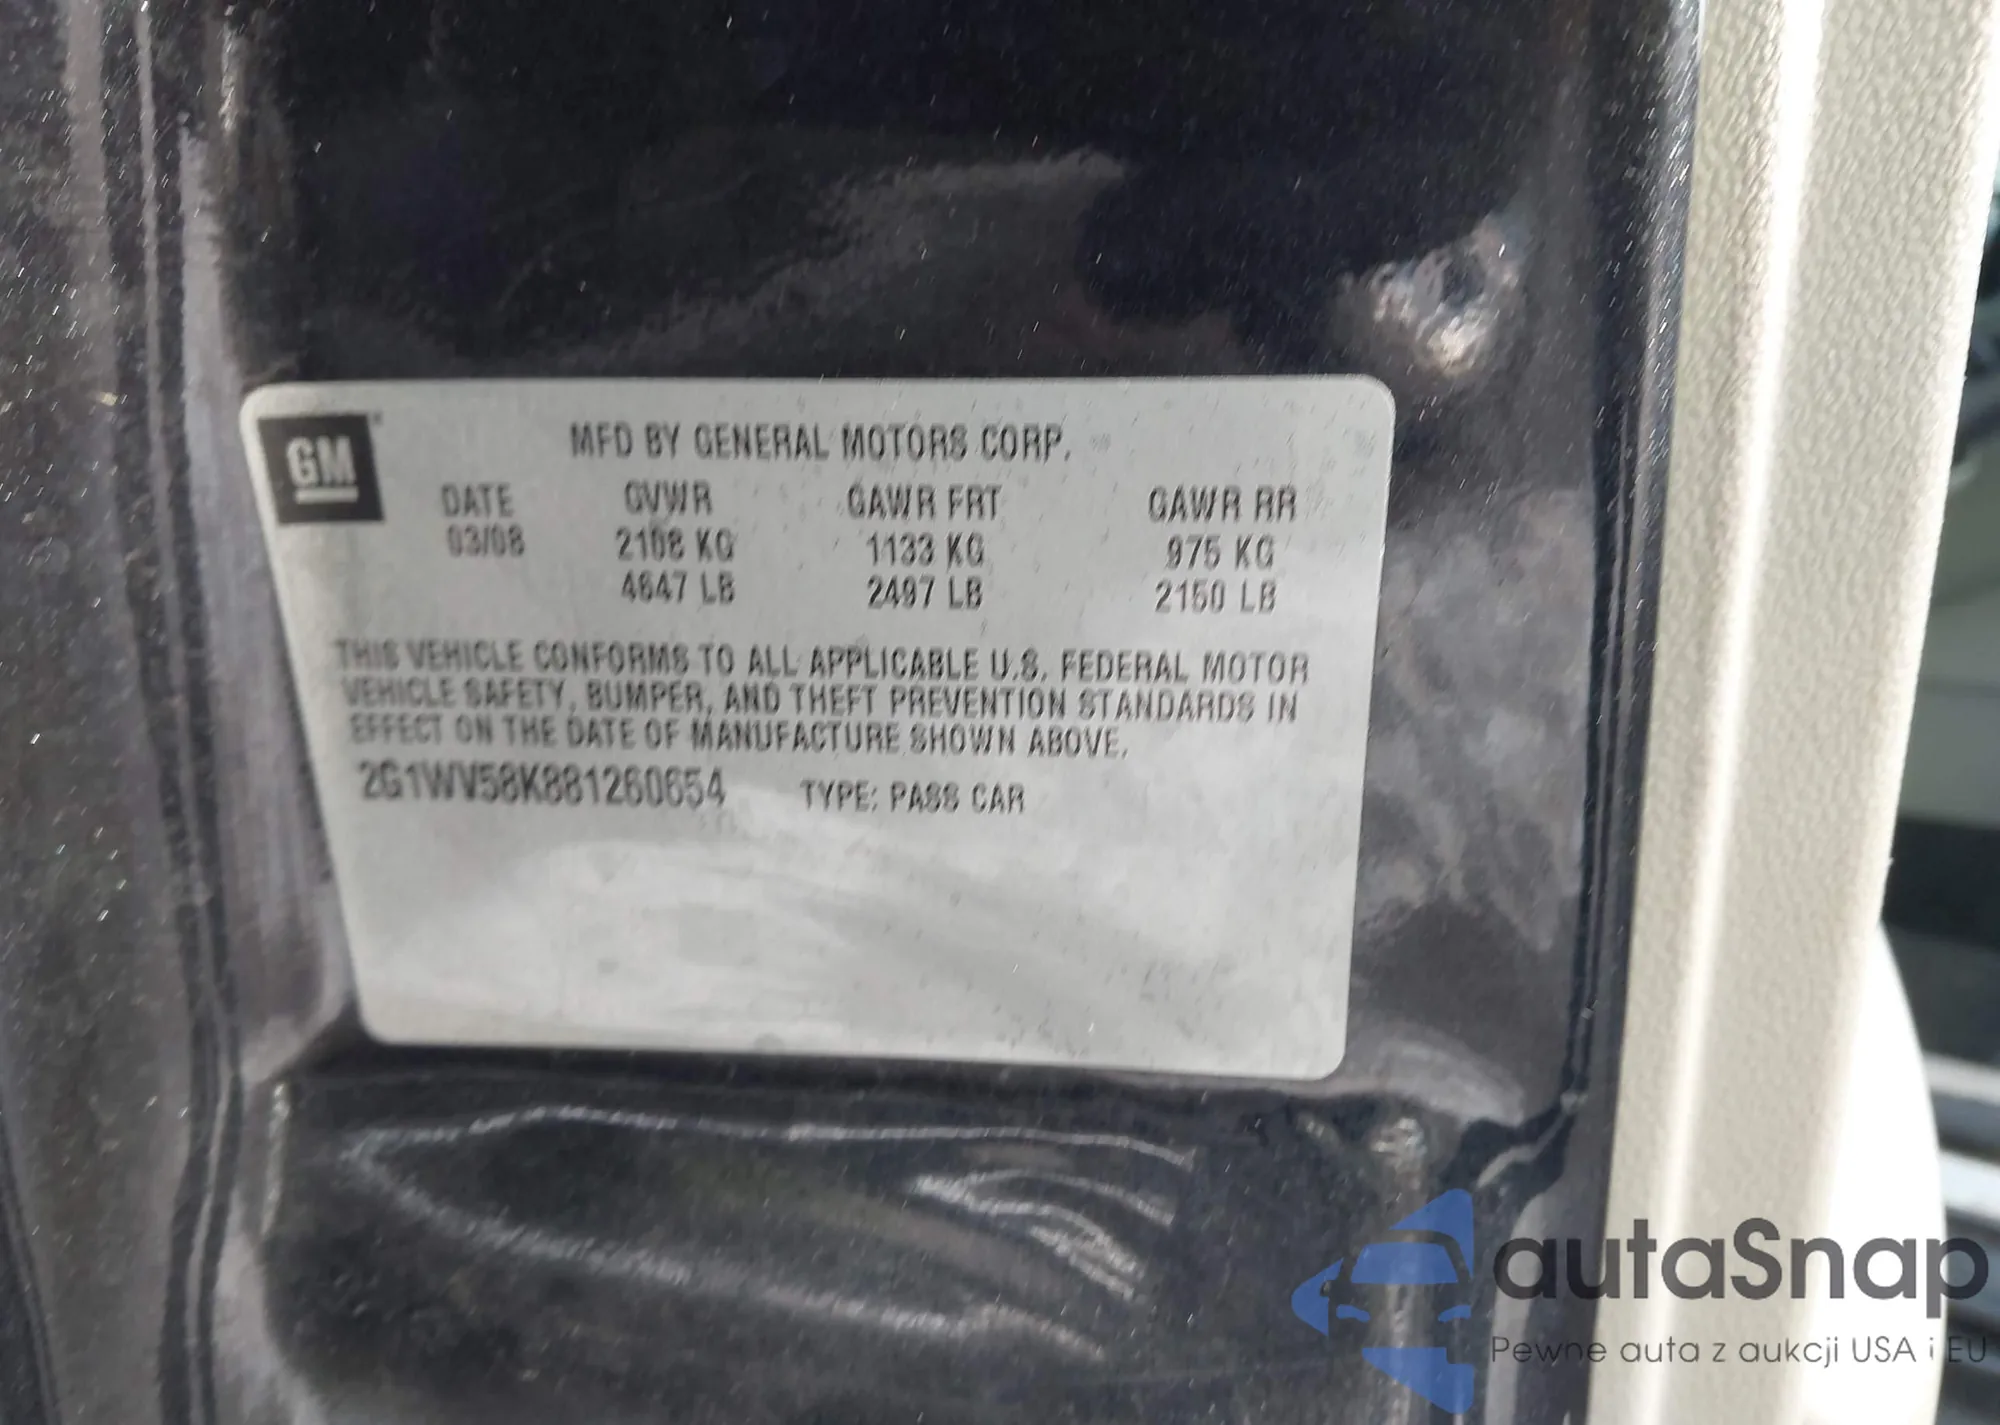 GM
MFD BY GENERAL MOTORS CORP.
DATE GVWR GAWR FRT GAWR RR
03/08 2108 KG 1133 KG 975 KG
4647 LB 2497 LB 2150 LB
THIS VEHICLE CONFORMS TO ALL APPLICABLE U.S. FEDERAL MOTOR
VEHICLE SAFETY, BUMPER, AND THEFT PREVENTION STANDARDS IN
EFFECT ON THE DATE OF MANUFACTURE SHOWN ABOVE.
2G1WV58K881260654 TYPE: PASS CAR
autaSnap
Pewne auta z aukcji USA i EU